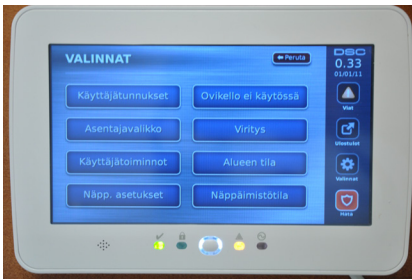 VALINNAT
Peruta
DSC
0.33
01/01/11
Käyttäjätunnukset
Ovikello ei käytössä
Asentajavalikko
Viritys
Käyttäjätoiminnot
Alueen tila
Näpp. asetukset
Näppäimistötila
Viat
Ulostulot
Valinnat
Hätä